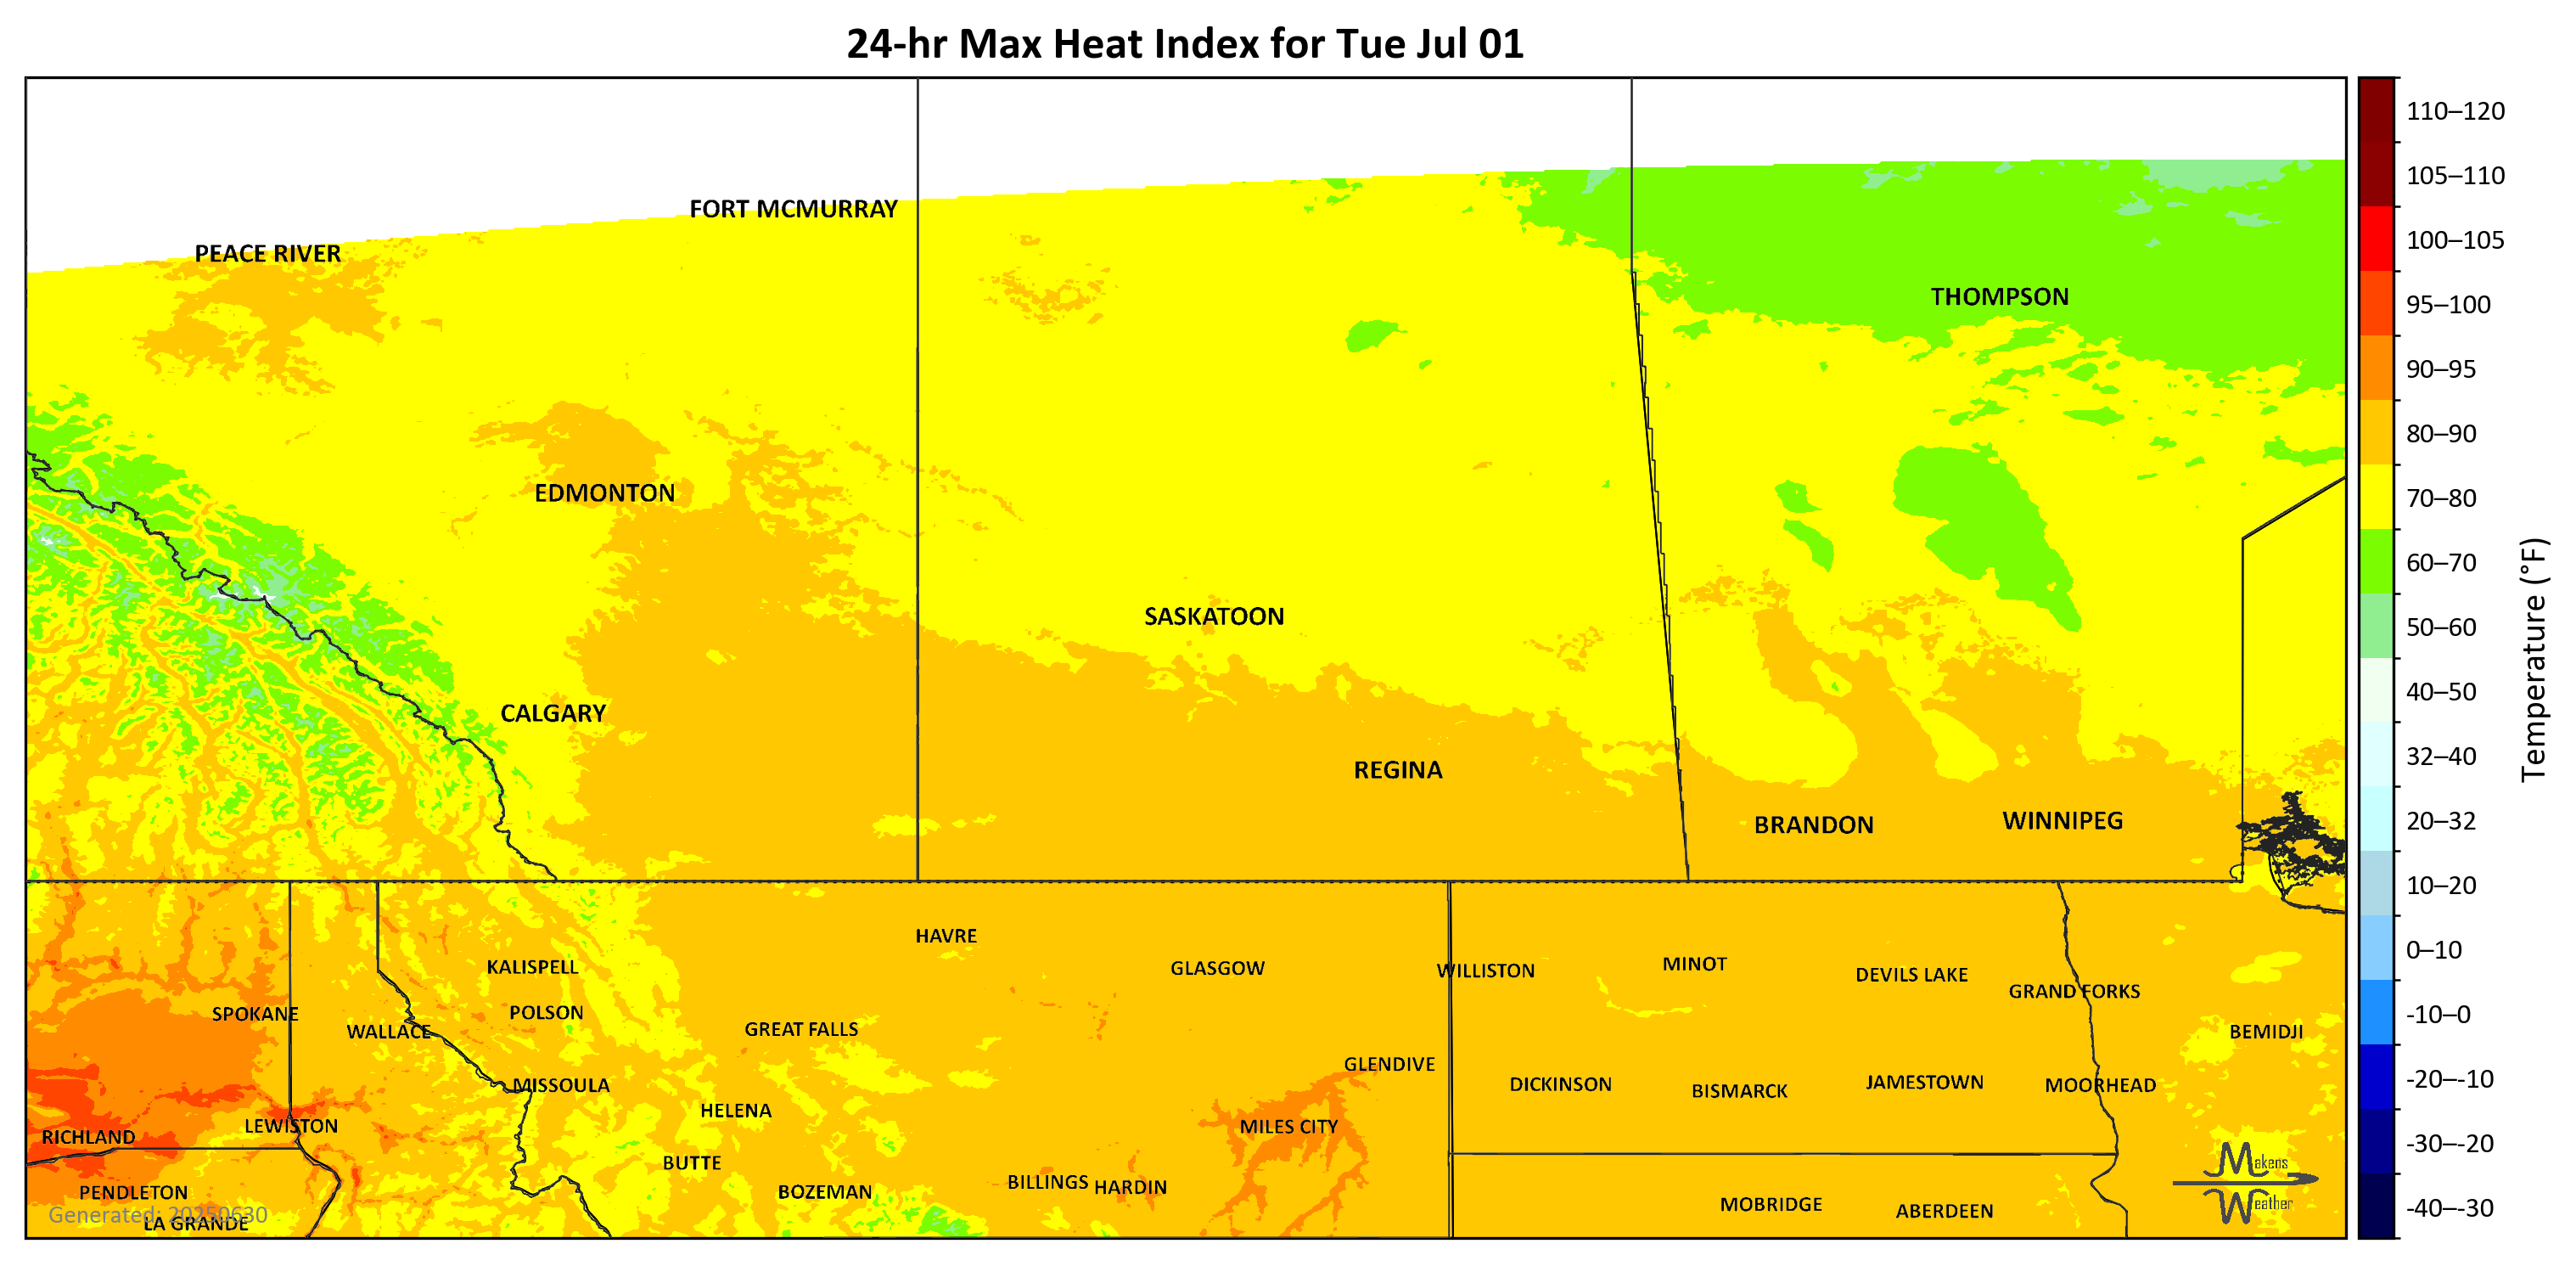 24-hr Max Heat Index for Tue Jul 01
FORT MCMURRAY
PEACE RIVER
THOMPSON
EDMONTON
SASKATOON
CALGARY
REGINA
BRANDON
WINNIPEG
HAVRE
KALISPELL
GLASGOW
WILLISTON
MINOT
DEVILS LAKE
GRAND FORKS
SPOKANE
POLSON
WALLACE
GREAT FALLS
BEMIDJI
GLENDIVE
MISSOULA
DICKINSON
BISMARCK
JAMESTOWN
MOORHEAD
HELENA
RICHLAND
LEWISTON
MILES CITY
BUTTE
BILLINGS
HARDIN
PENDLETON
BOZEMAN
MOBRIDGE
ABERDEEN
Generated: 20250630
LA GRANDE
Makens
Weather
110–120
105–110
100–105
95–100
90–95
80–90
70–80
60–70
50–60
40–50
32–40
20–32
10–20
0–10
-10–0
-20–-10
-30–-20
-40–-30
Temperature (°F)